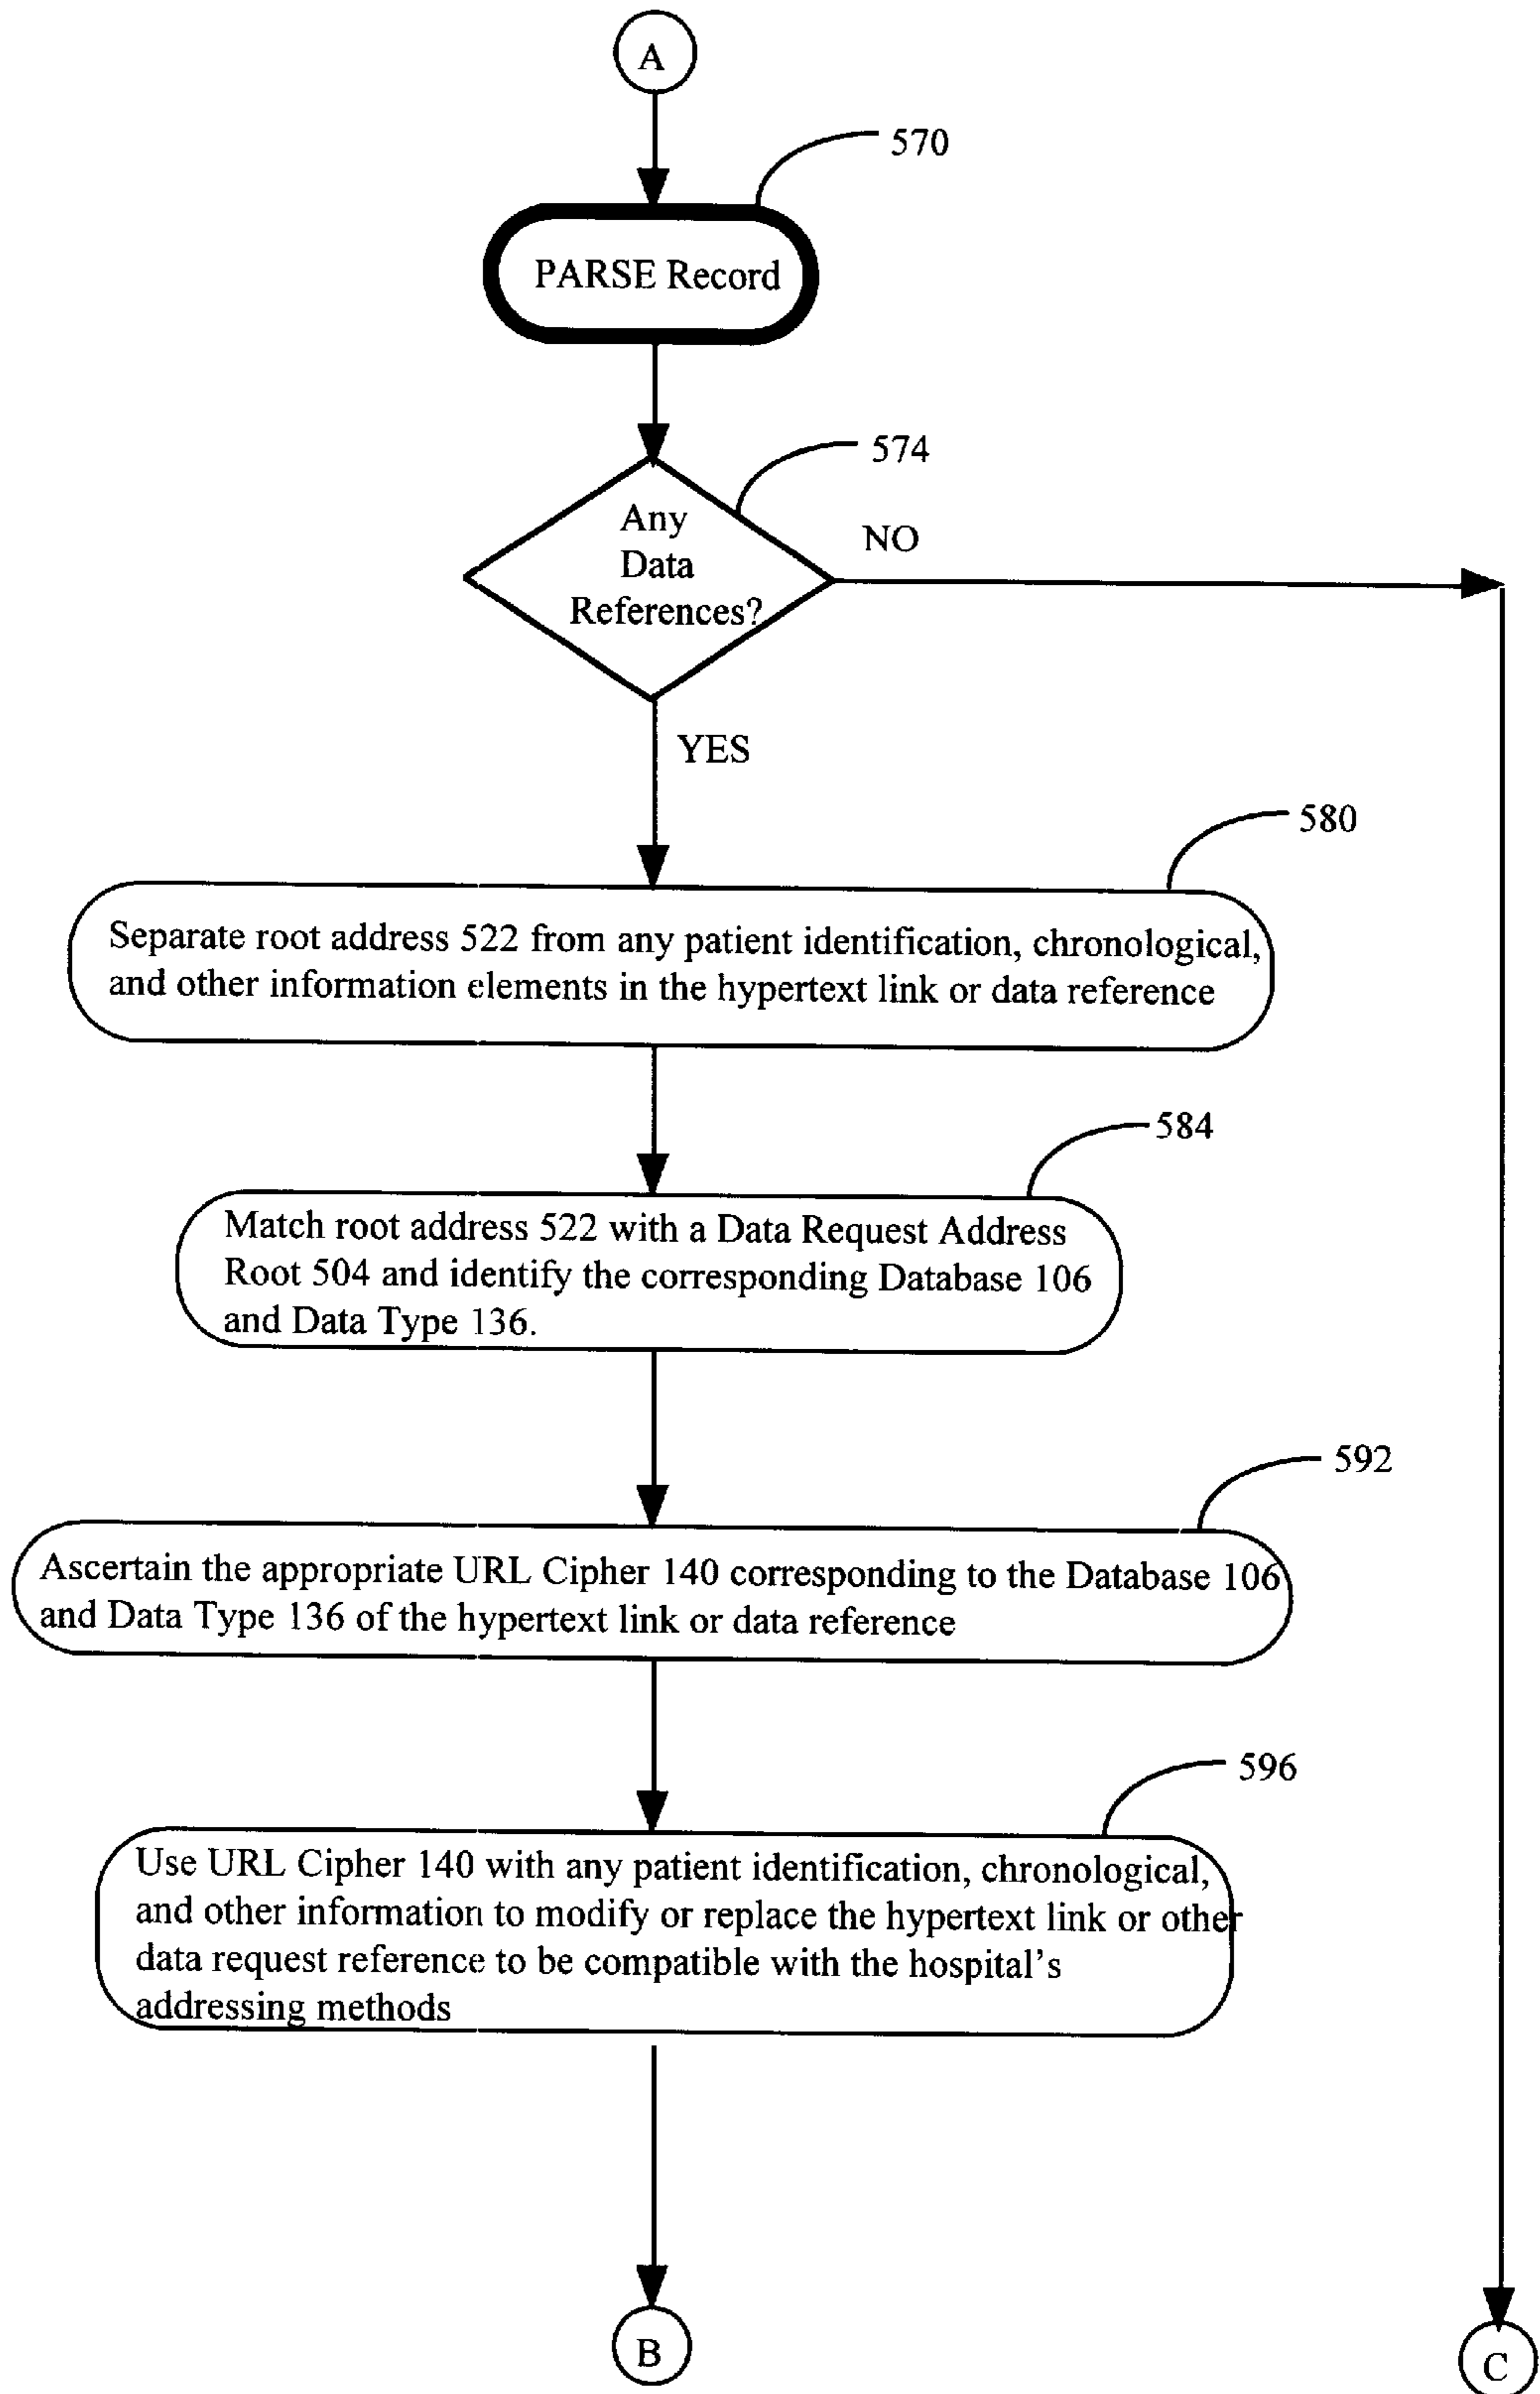 A
570
PARSE Record
574
Any
Data
References?
NO
YES
580
Separate root address 522 from any patient identification, chronological,
and other information elements in the hypertext link or data reference
584
Match root address 522 with a Data Request Address
Root 504 and identify the corresponding Database 106
and Data Type 136.
592
Ascertain the appropriate URL Cipher 140 corresponding to the Database 106
and Data Type 136 of the hypertext link or data reference
596
Use URL Cipher 140 with any patient identification, chronological,
and other information to modify or replace the hypertext link or other
data request reference to be compatible with the hospital's
addressing methods
B
C